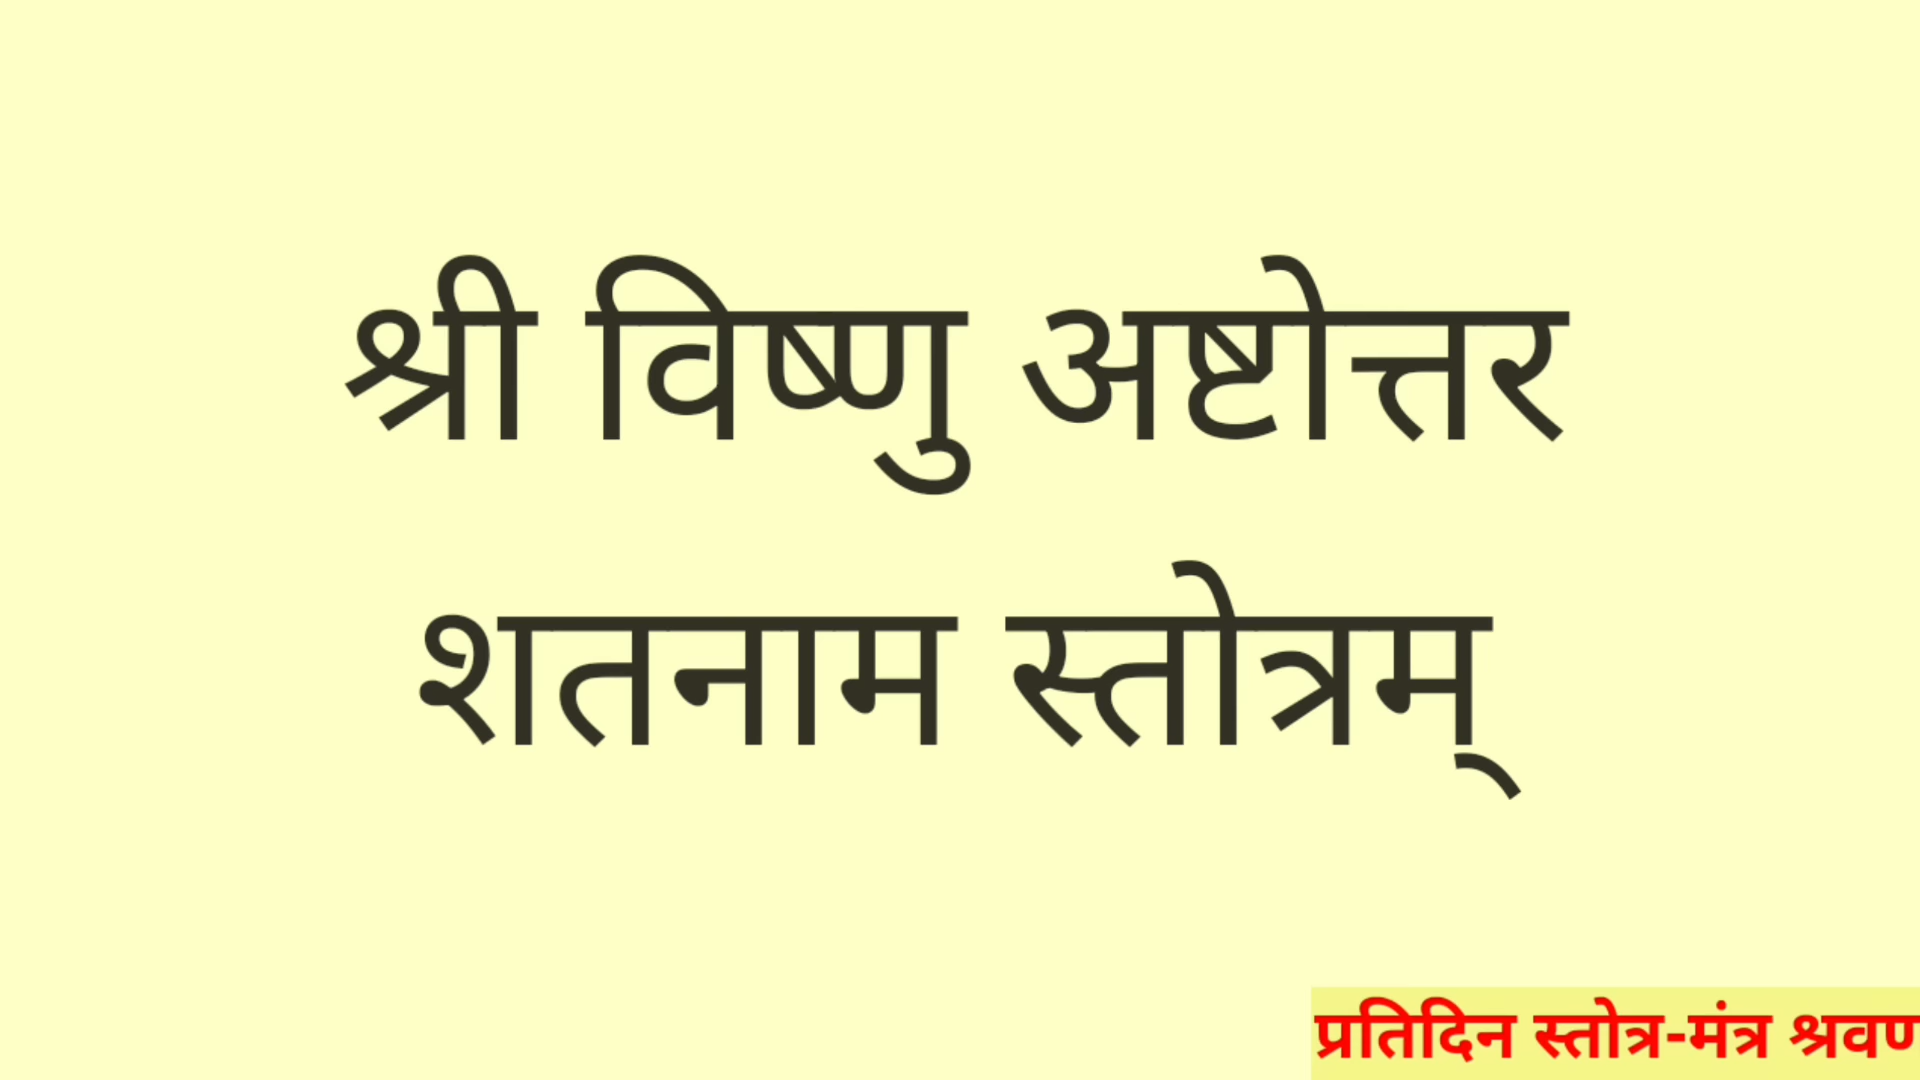 श्री विष्णु अष्टोत्तर
शतनाम स्तोत्रम्
प्रतिदिन स्तोत्र-मंत्र श्रवण